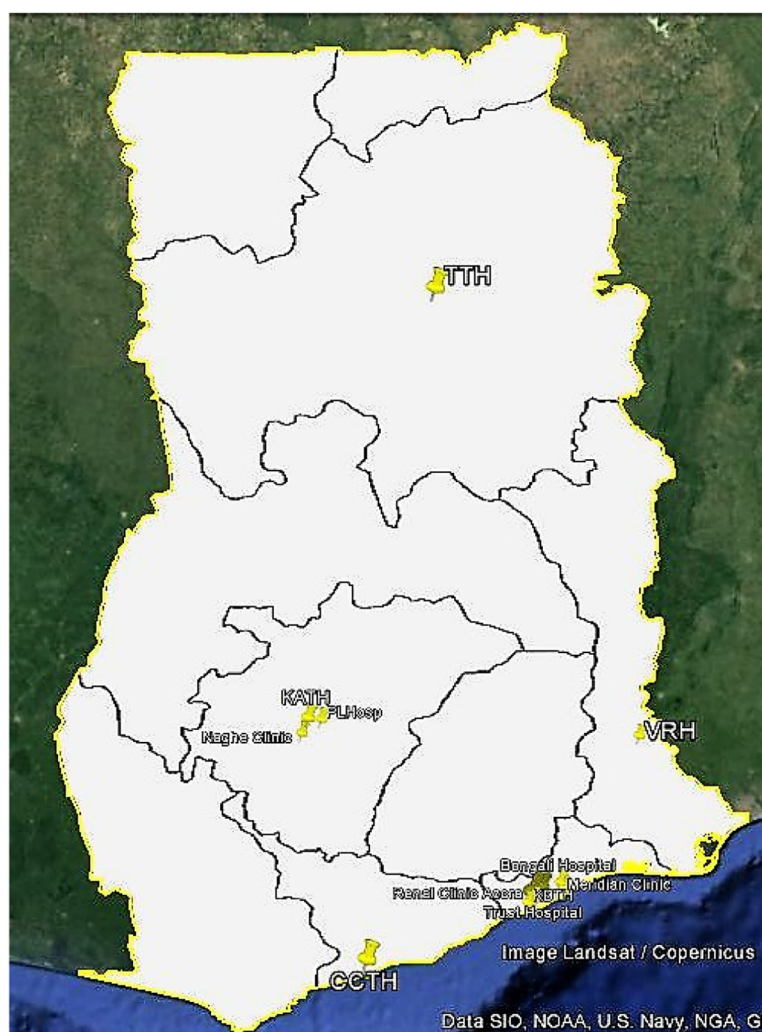 TTH
KATH
PLHosp
Naghe Clinic
VRH
Bengali Hospital
Renal Clinic Accra
Meridian Clinic
KBTH
Trust Hospital
CCTH
Image Landsat / Copernicus
Data SIO, NOAA, U.S. Navy, NGA, G